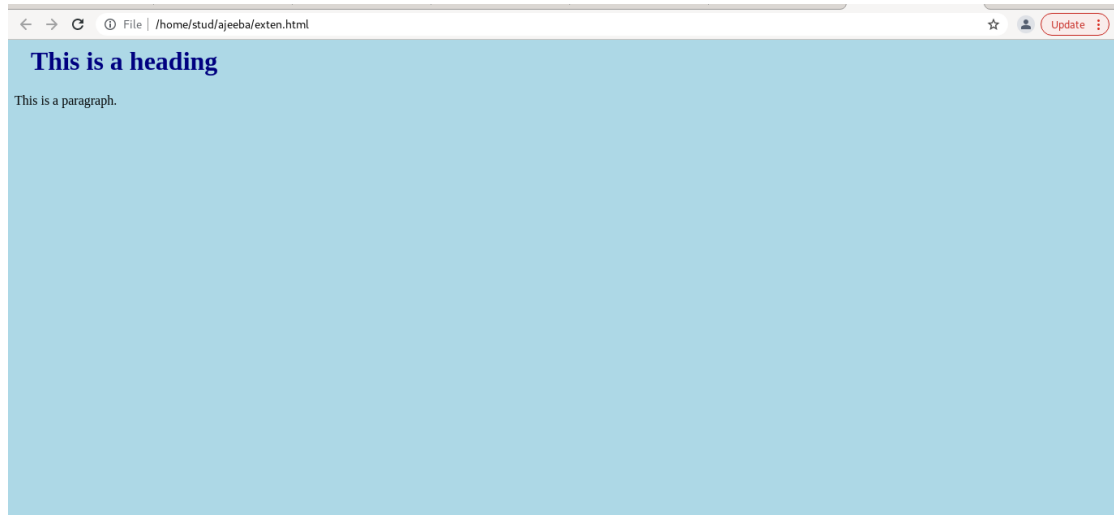 File | /home/stud/ajeeba/exten.html
Update
This is a heading
This is a paragraph.